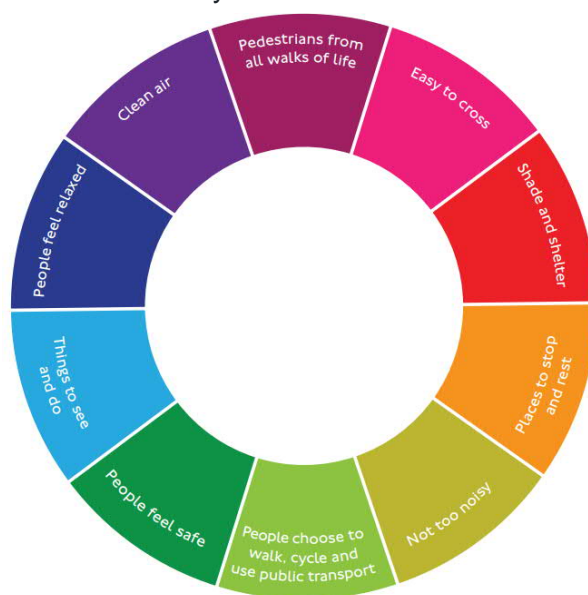 Pedestrians from
all walks of life
Easy to cross
Shade and shelter
Places to stop
and rest
Not too noisy
People choose to
walk, cycle and
use public transport
People feel safe
Things to see
and do
People feel relaxed
Clean air